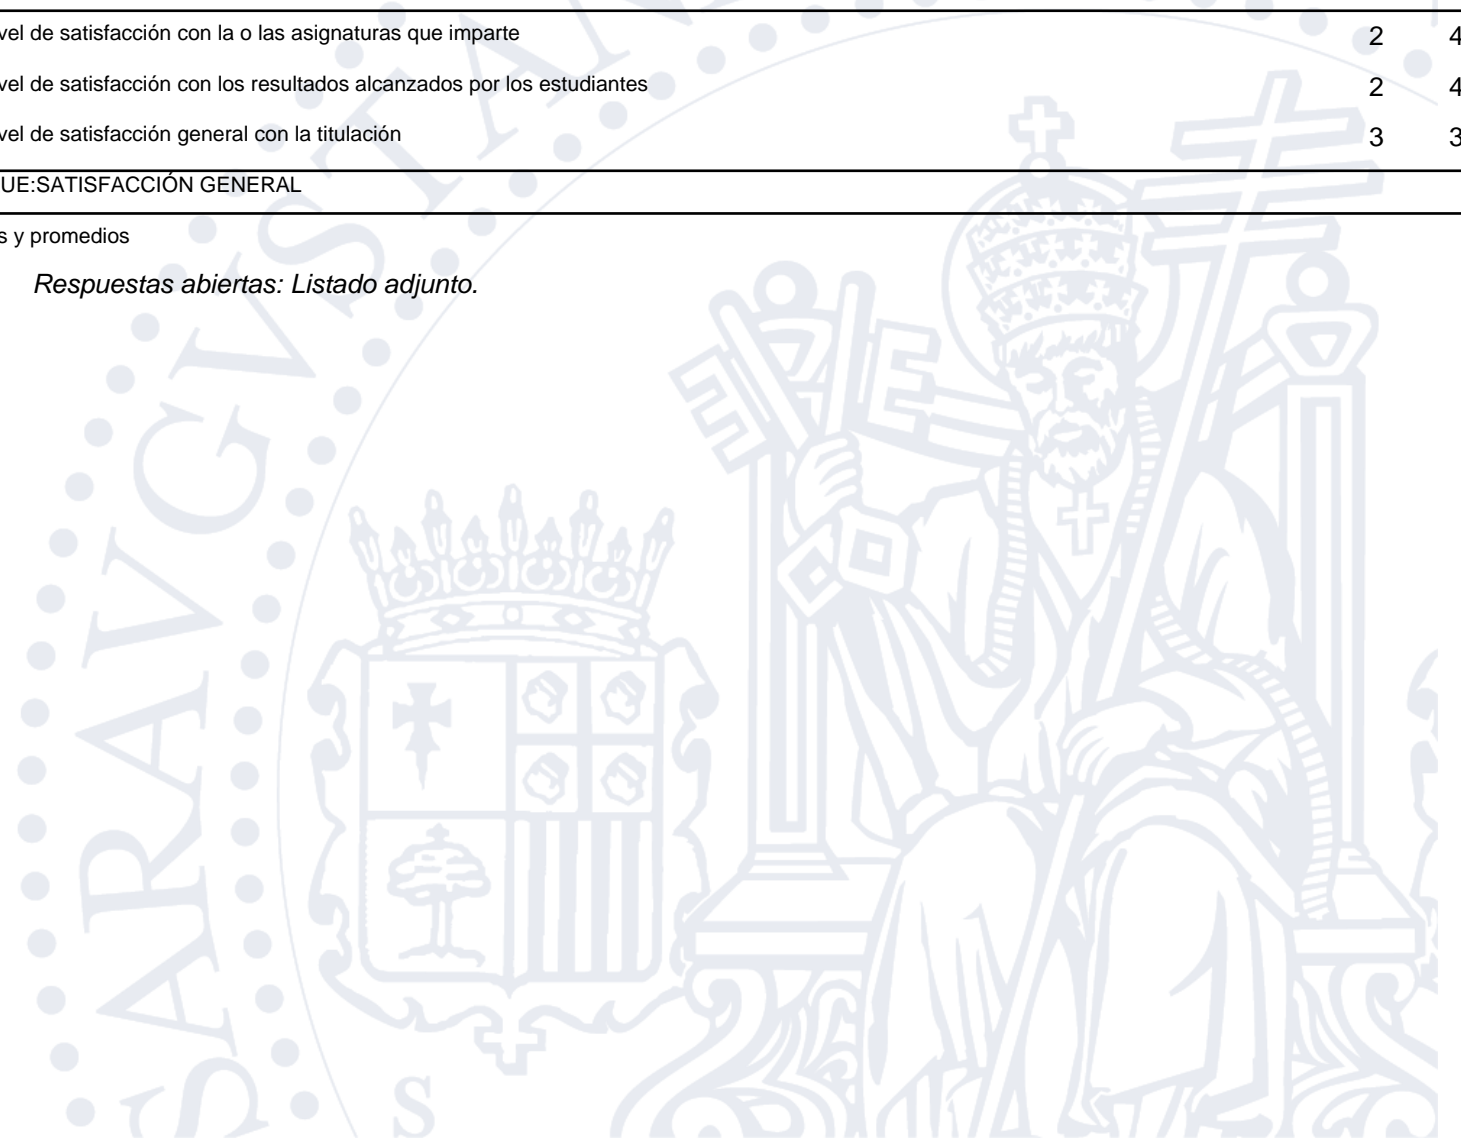 vel de satisfacción con la o las asignaturas que imparte 2 4
vel de satisfacción con los resultados alcanzados por los estudiantes 2 4
vel de satisfacción general con la titulación 3 3
UE:SATISFACCIÓN GENERAL
s y promedios
Respuestas abiertas: Listado adjunto.
SARAVGVSTAN
S